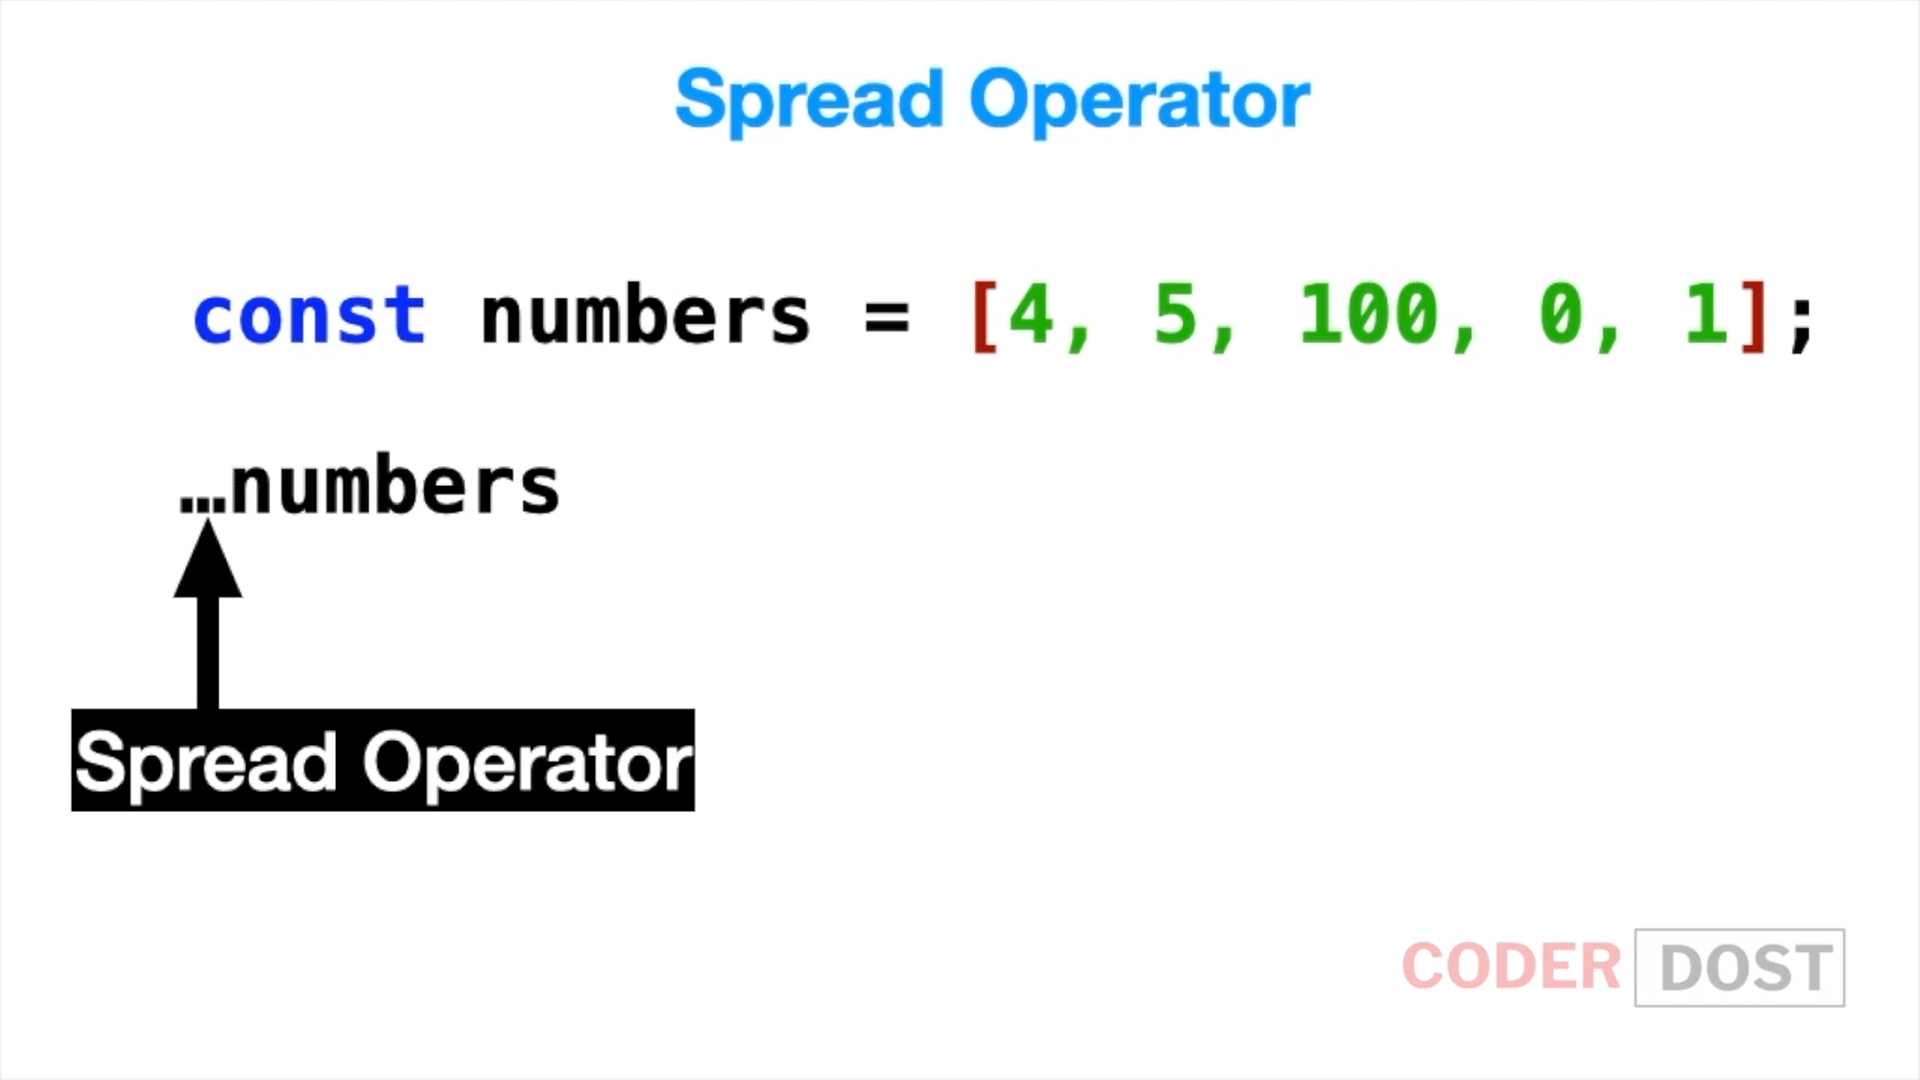 Spread Operator
const numbers = [4, 5, 100, 0, 1];
…numbers
Spread Operator
CODER DOST